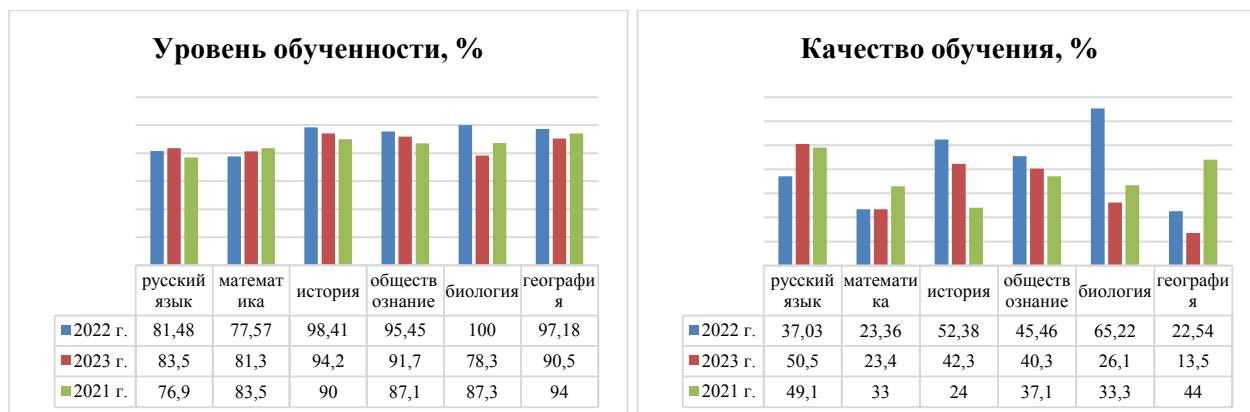 Уровень обученности, %
русский язык математ ика история обществ ознание биология географи я
2022 г. 81,48 77,57 98,41 95,45 100 97,18
2023 г. 83,5 81,3 94,2 91,7 78,3 90,5
2021 г. 76,9 83,5 90 87,1 87,3 94
Качество обучения, %
русский язык математи ка история обществ ознание биология географи я
2022 г. 37,03 23,36 52,38 45,46 65,22 22,54
2023 г. 50,5 23,4 42,3 40,3 26,1 13,5
2021 г. 49,1 33 24 37,1 33,3 44